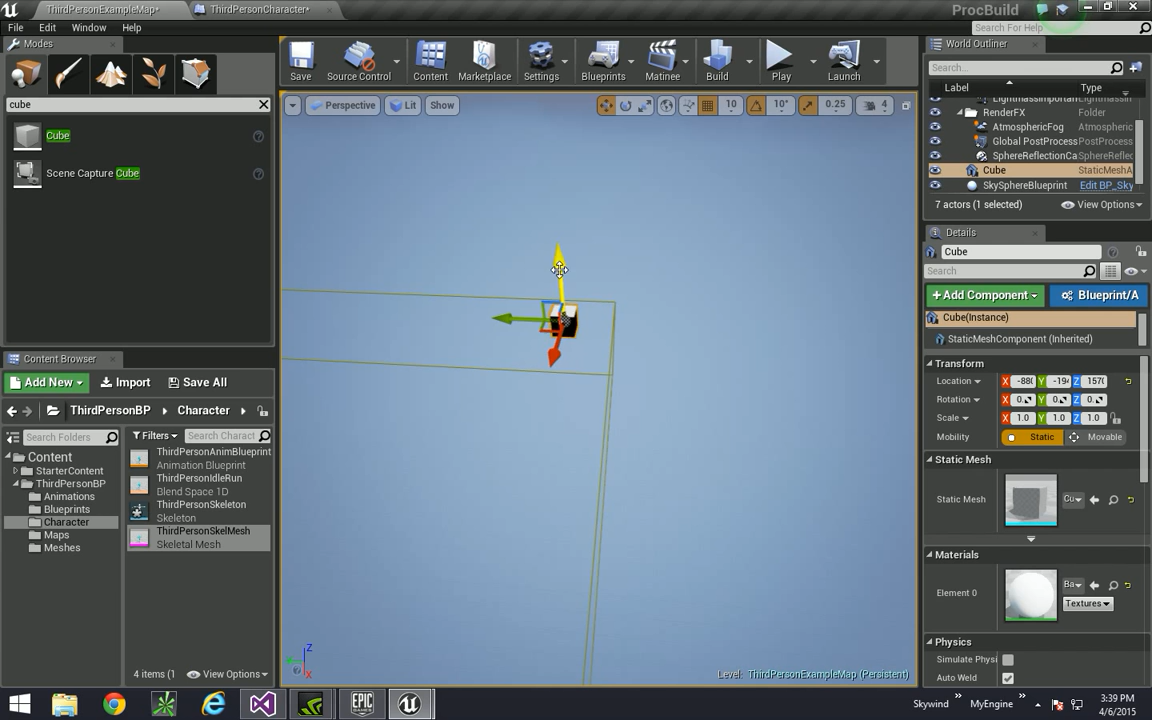 ThirdPersonExampleMap*
ThirdPersonCharacter*
ProcBuild
File
Edit
Window
Help
Search For Help
Modes
cube
Cube
Scene Capture Cube
Save
Source Control
Content
Marketplace
Settings
Blueprints
Matinee
Build
Play
Launch
Perspective
Lit
Show
10
10°
0.25
4
Z
Y
X
Level: ThirdPersonExampleMap (Persistent)
Content Browser
Add New
Import
Save All
ThirdPersonBP
Character
Search Folders
Filters
Search Charact
Content
StarterContent
ThirdPersonBP
Animations
Blueprints
Character
Maps
Meshes
ThirdPersonAnimBlueprint
Animation Blueprint
ThirdPersonIdleRun
Blend Space 1D
ThirdPersonSkeleton
Skeleton
ThirdPersonSkelMesh
Skeletal Mesh
4 items (1
View Options
World Outliner
Search...
Label
Type
RenderFX
Folder
AtmosphericFog
Atmospheric
Global PostProcess
PostProcess
SphereReflectionCa
SphereReflec
Cube
StaticMeshA
SkySphereBlueprint
Edit BP_Sky
7 actors (1 selected)
View Options
Details
Cube
Search
Add Component
Blueprint/A
Cube(Instance)
StaticMeshComponent (Inherited)
Transform
Location
X -880 Y -194 Z 1570
Rotation
X 0. Y 0. Z 0.
Scale
X 1.0 Y 1.0 Z 1.0
Mobility
Static
Movable
Static Mesh
Static Mesh
Cu
Materials
Element 0
Ba
Textures
Physics
Simulate Physi
Auto Weld
Skywind
MyEngine
3:39 PM
4/6/2015